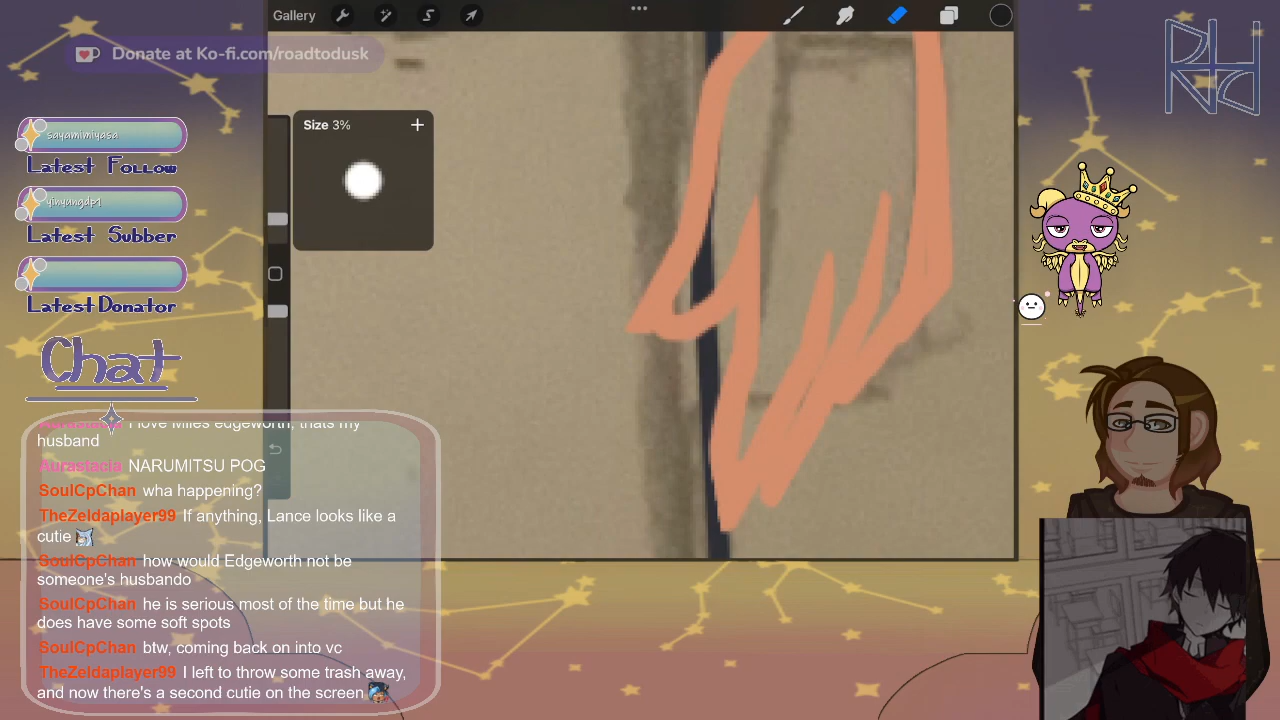 Gallery
Donate at Ko-fi.com/roadtodusk
Size 3%
sayamimiyasa
Latest Follow
yinyangdp1
Latest Subber
Latest Donator
Chat
Aurastacia I love Miles edgeworth, thats my
husband
Aurastacia NARUMITSU POG
SoulCpChan wha happening?
TheZeldaplayer99 If anything, Lance looks like a
cutie
SoulCpChan how would Edgeworth not be
someone's husbando
SoulCpChan he is serious most of the time but he
does have some soft spots
SoulCpChan btw, coming back on into vc
TheZeldaplayer99 I left to throw some trash away,
and now there's a second cutie on the screen